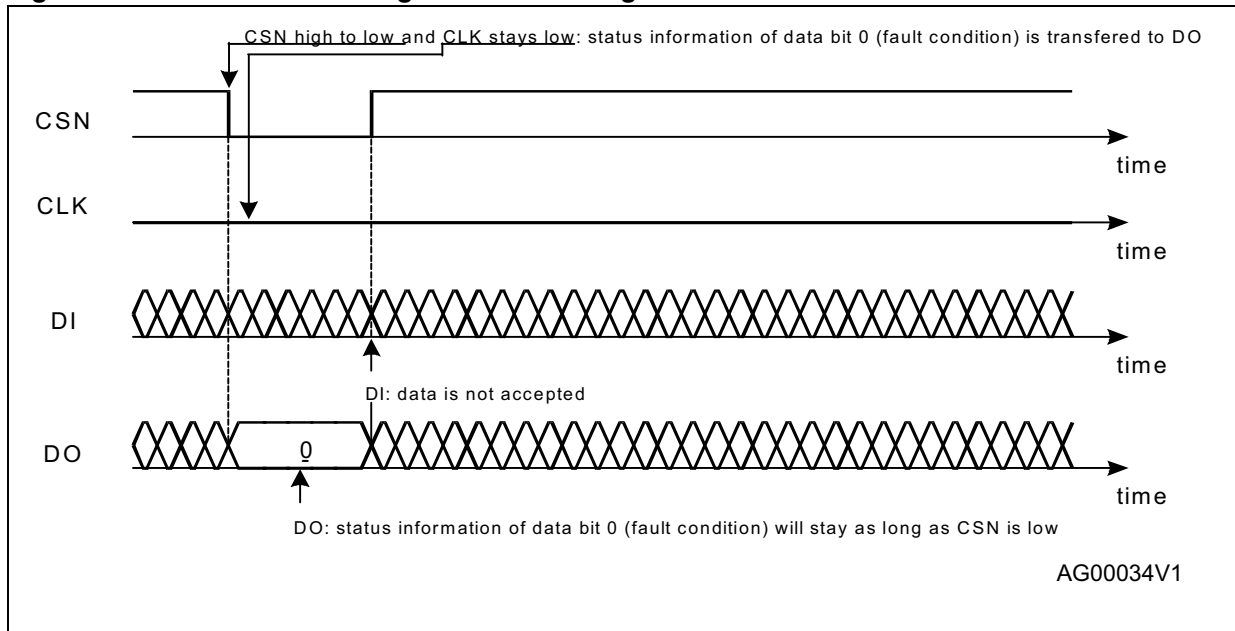 CSN high to low and CLK stays low: status information of data bit 0 (fault condition) is transfered to DO
CSN
time
CLK
time
DI
time
DI: data is not accepted
DO
0
time
DO: status information of data bit 0 (fault condition) will stay as long as CSN is low
AG00034V1